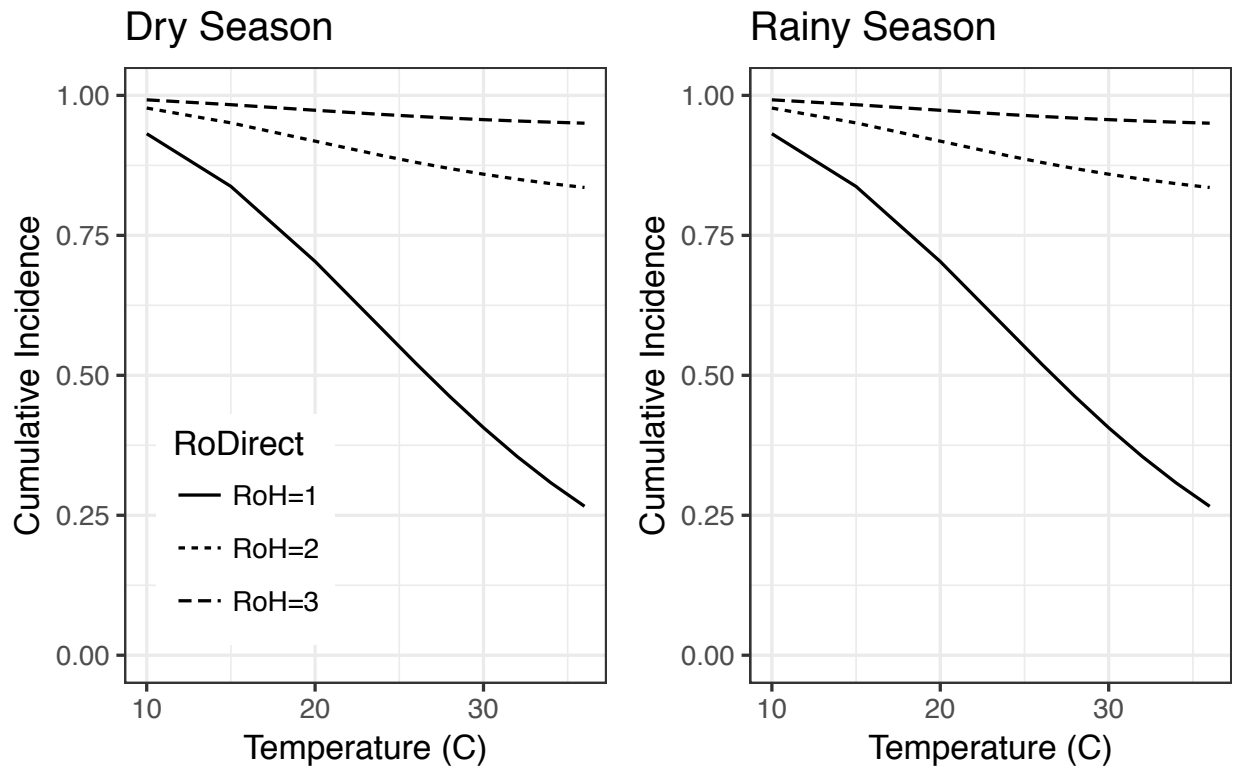 Dry Season
Cumulative Incidence
1.00
0.75
0.50
0.25
0.00
RoDirect
RoH=1
RoH=2
RoH=3
10 20 30
Temperature (C)
Rainy Season
Cumulative Incidence
1.00
0.75
0.50
0.25
0.00
10 20 30
Temperature (C)